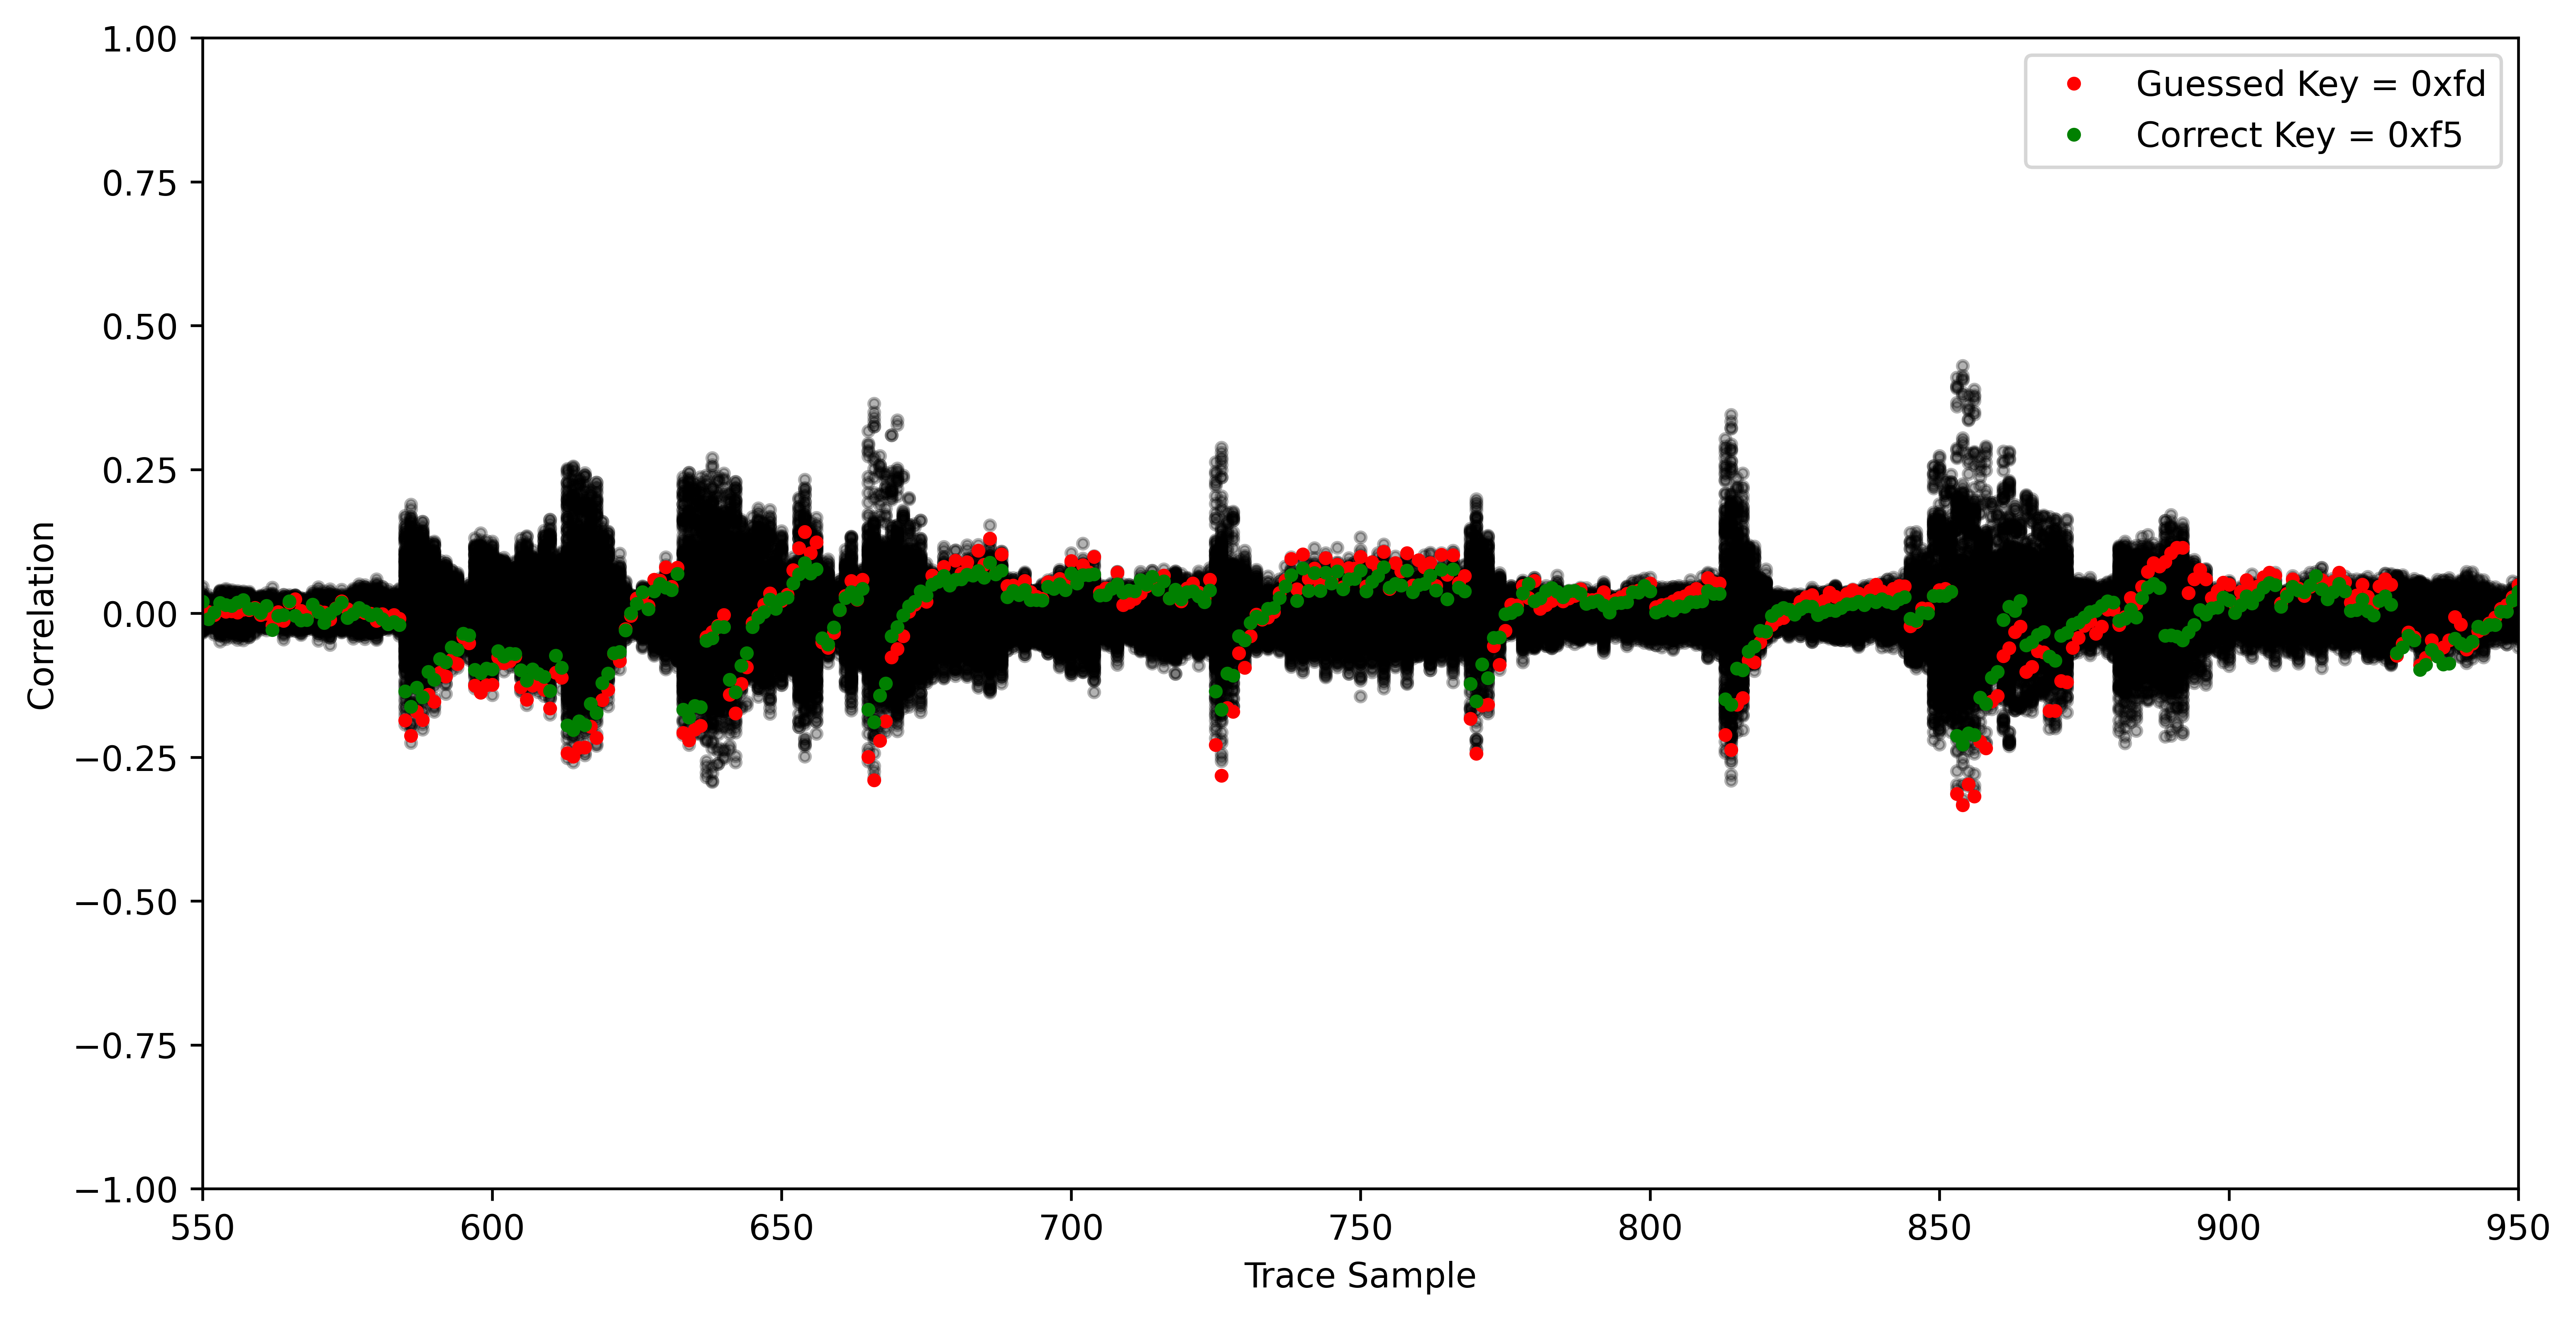 Guessed Key = 0xfd
Correct Key = 0xf5
1.00
0.75
0.50
0.25
0.00
−0.25
−0.50
−0.75
−1.00
Correlation
550 600 650 700 750 800 850 900 950
Trace Sample